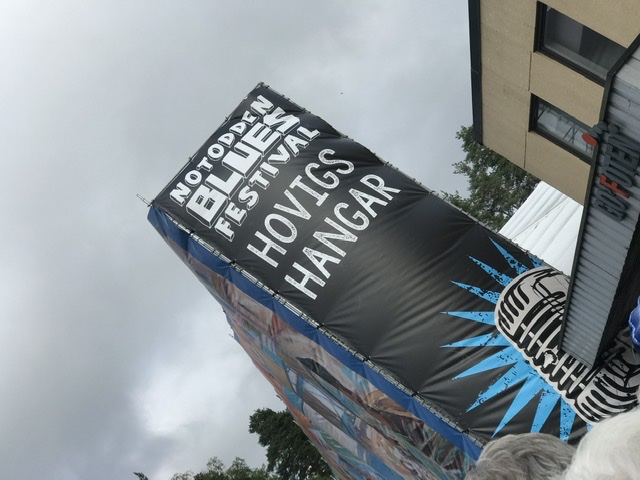 NOTODDEN
BLUES
FESTIVAL
HOVIGS
HANGAR